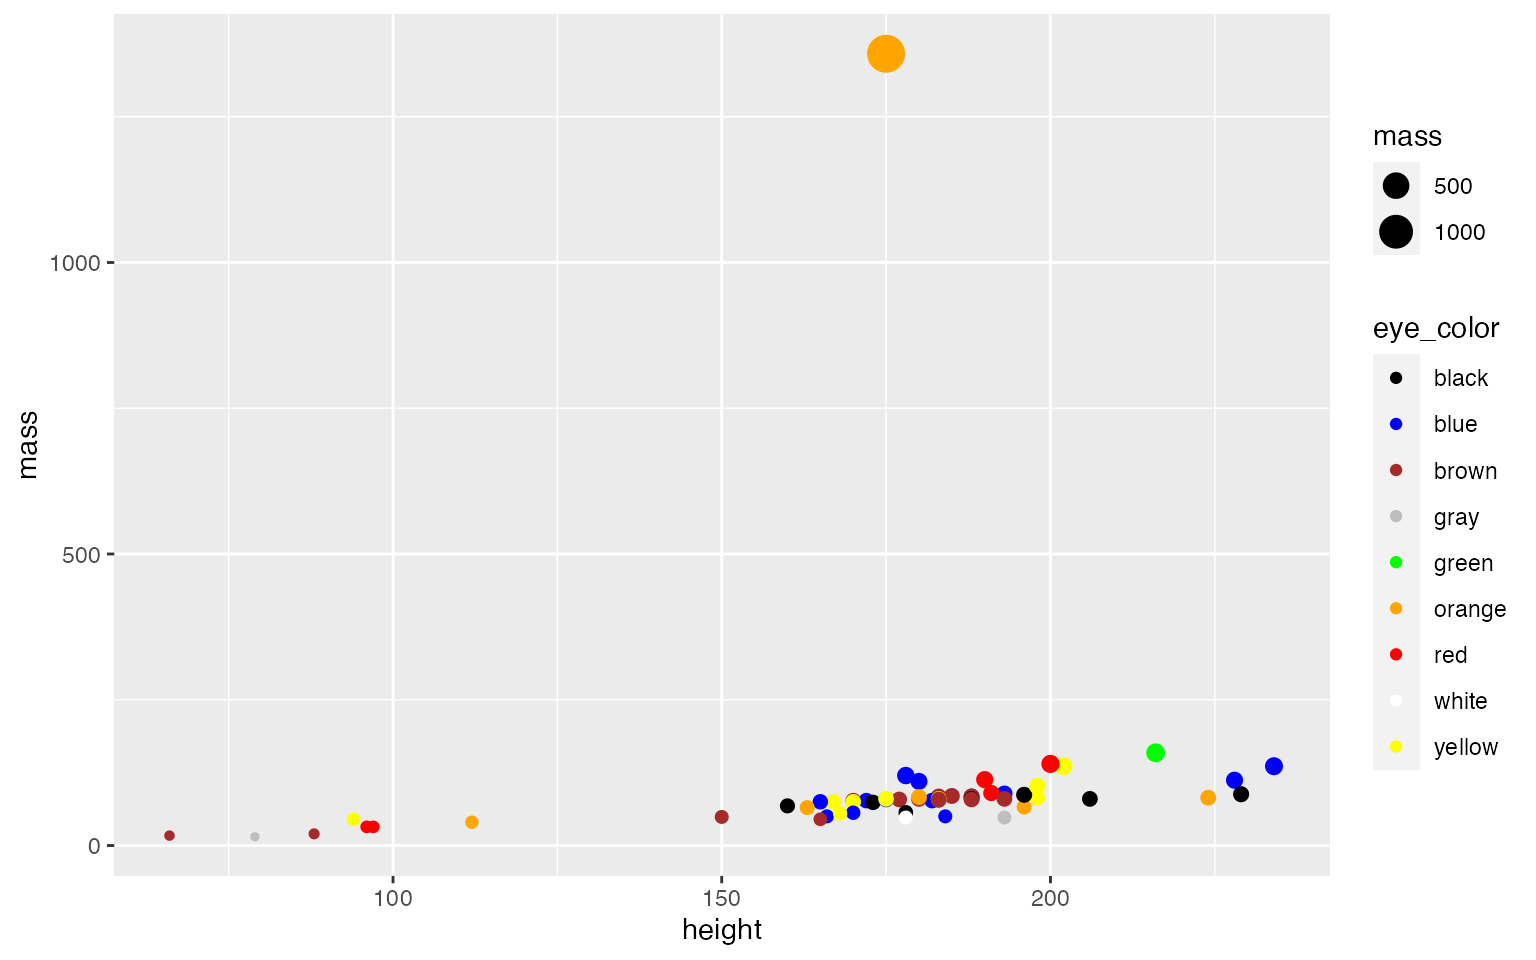 1000
500
0
mass
100
150
200
height
mass
500
1000
eye_color
black
blue
brown
gray
green
orange
red
white
yellow